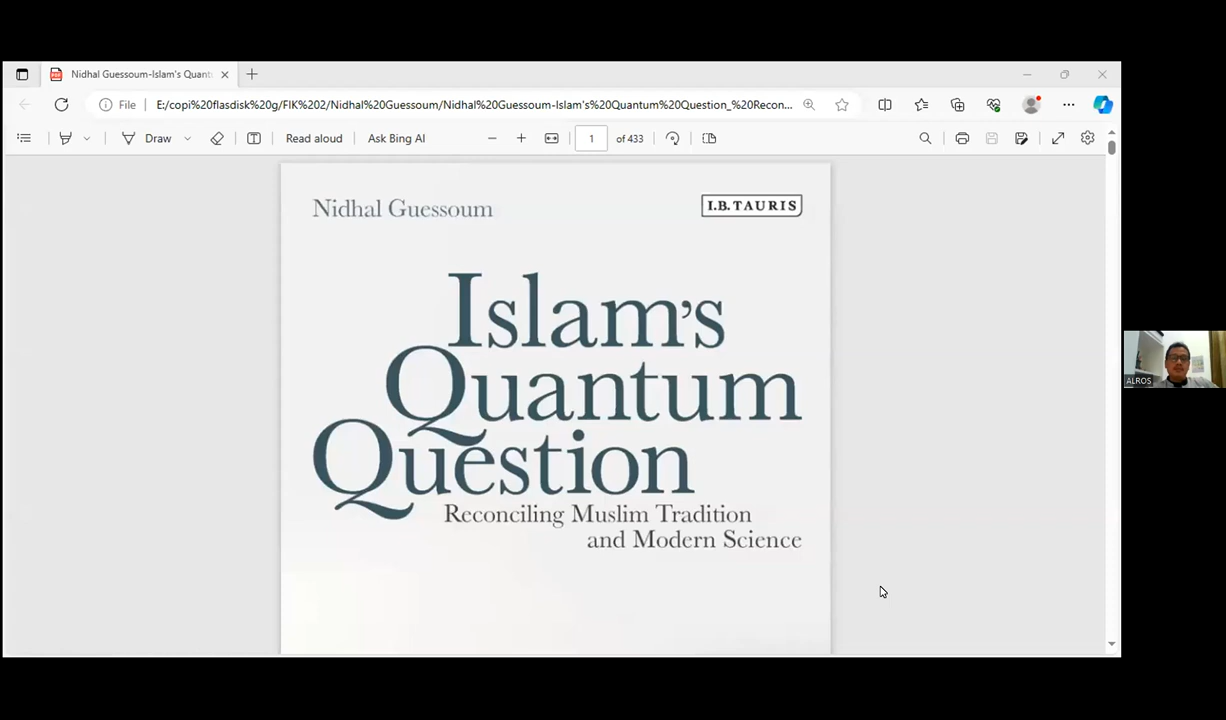 Nidhal Guessoum-Islam's Quant
File
E:/copi%20flasdisk%20g/FIK%202/Nidhal%20Guessoum/Nidhal%20Guessoum-Islam's%20Quantum%20Question_%20Recon...
Draw
Read aloud
Ask Bing AI
1
of 433
Nidhal Guessoum
I.B. TAURIS
Islam's
Quantum
Question
Reconciling Muslim Tradition
and Modern Science
ALROS